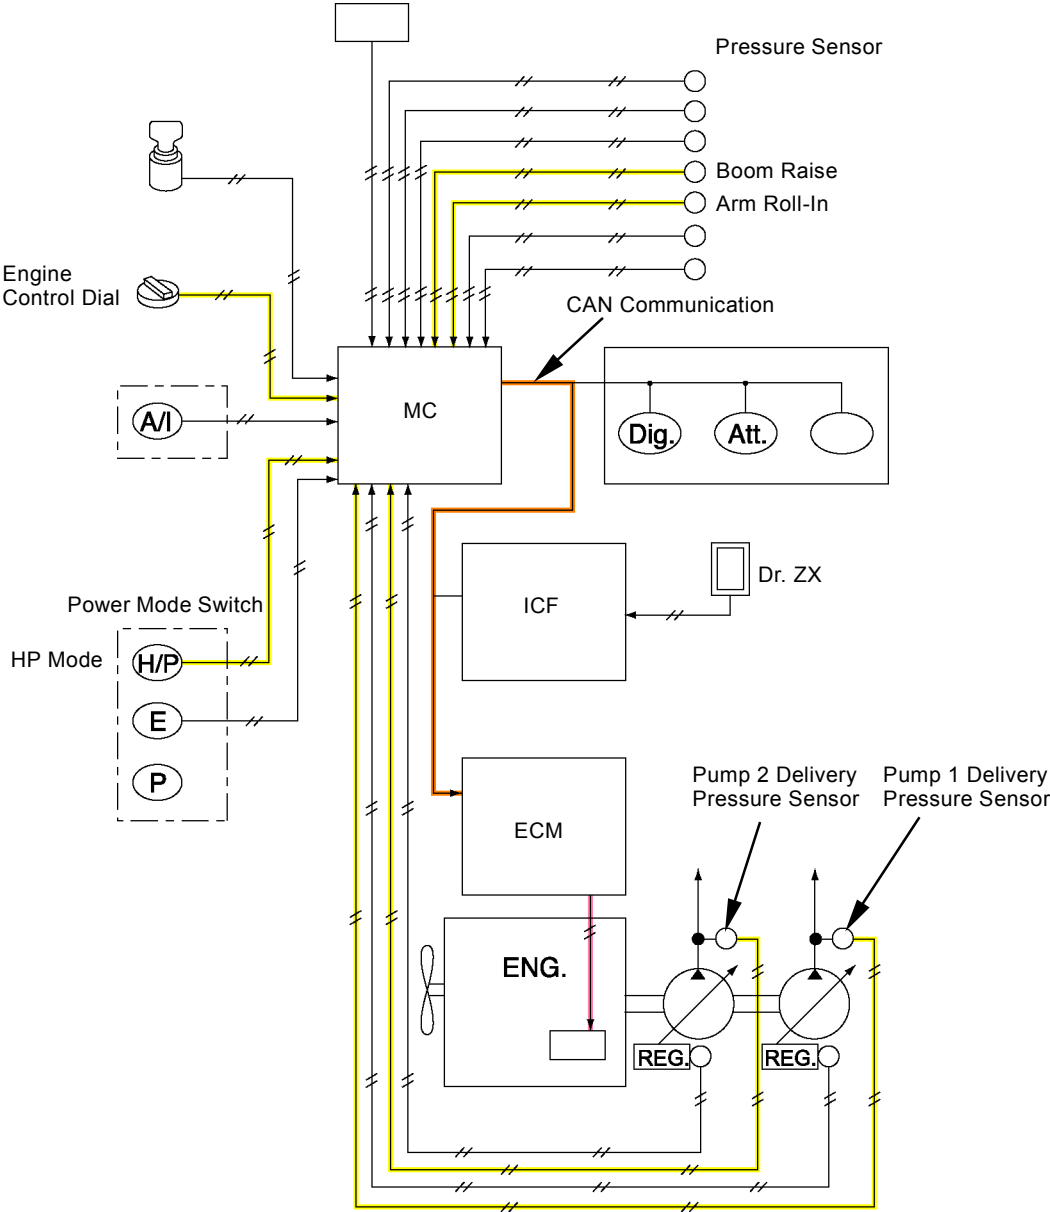 Pressure Sensor
Boom Raise
Arm Roll-In
Engine
Control Dial
CAN Communication
A/I
MC
Dig.
Att.
ICF
Dr. ZX
Power Mode Switch
HP Mode
H/P
E
P
ECM
Pump 2 Delivery
Pressure Sensor
Pump 1 Delivery
Pressure Sensor
ENG.
REG.
REG.